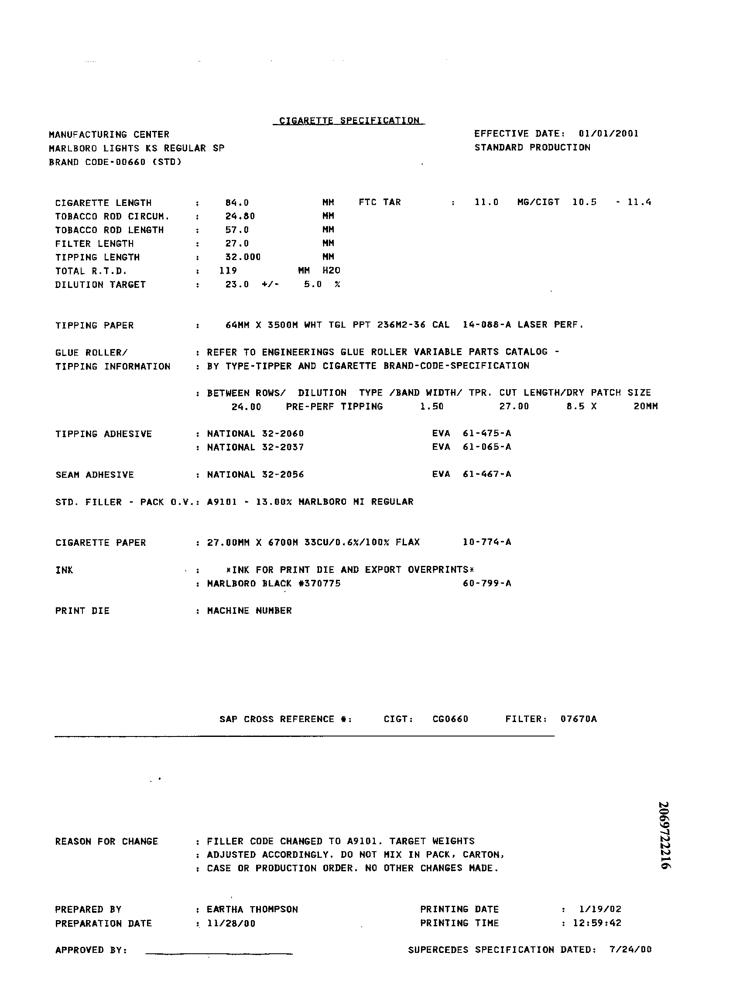 CIGARETTE SPECIFICATION
MANUFACTURING CENTER EFFECTIVE DATE: 01/01/2001
MARLBORO LIGHTS KS REGULAR SP STANDARD PRODUCTION
BRAND CODE-00660 (STD)
CIGARETTE LENGTH : 84.0 MM FTC TAR : 11.0 MG/CIGT 10.5 - 11.4
TOBACCO ROD CIRCUM. : 24.80 MM
TOBACCO ROD LENGTH : 57.0 MM
FILTER LENGTH : 27.0 MM
TIPPING LENGTH : 32.000 MM
TOTAL R.T.D. : 119 MM H2O
DILUTION TARGET : 23.0 +/- 5.0 %
TIPPING PAPER : 64MM X 3500M WHT TGL PPT 236M2-36 CAL 14-088-A LASER PERF.
GLUE ROLLER/ : REFER TO ENGINEERINGS GLUE ROLLER VARIABLE PARTS CATALOG -
TIPPING INFORMATION : BY TYPE-TIPPER AND CIGARETTE BRAND-CODE-SPECIFICATION
: BETWEEN ROWS/ DILUTION TYPE /BAND WIDTH/ TPR. CUT LENGTH/DRY PATCH SIZE
24.00 PRE-PERF TIPPING 1.50 27.00 8.5 X 20MM
TIPPING ADHESIVE : NATIONAL 32-2060 EVA 61-475-A
: NATIONAL 32-2037 EVA 61-065-A
SEAM ADHESIVE : NATIONAL 32-2056 EVA 61-467-A
STD. FILLER - PACK O.V.: A9101 - 13.00% MARLBORO MI REGULAR
CIGARETTE PAPER : 27.00MM X 6700M 33CU/0.6%/100% FLAX 10-774-A
INK : *INK FOR PRINT DIE AND EXPORT OVERPRINTS*
: MARLBORO BLACK #370775 60-799-A
PRINT DIE : MACHINE NUMBER
SAP CROSS REFERENCE #: CIGT: CG0660 FILTER: 07670A
2069722216
REASON FOR CHANGE : FILLER CODE CHANGED TO A9101. TARGET WEIGHTS
: ADJUSTED ACCORDINGLY. DO NOT MIX IN PACK, CARTON,
: CASE OR PRODUCTION ORDER. NO OTHER CHANGES MADE.
PREPARED BY : EARTHA THOMPSON PRINTING DATE : 1/19/02
PREPARATION DATE : 11/28/00 PRINTING TIME : 12:59:42
APPROVED BY: SUPERCEDES SPECIFICATION DATED: 7/24/00